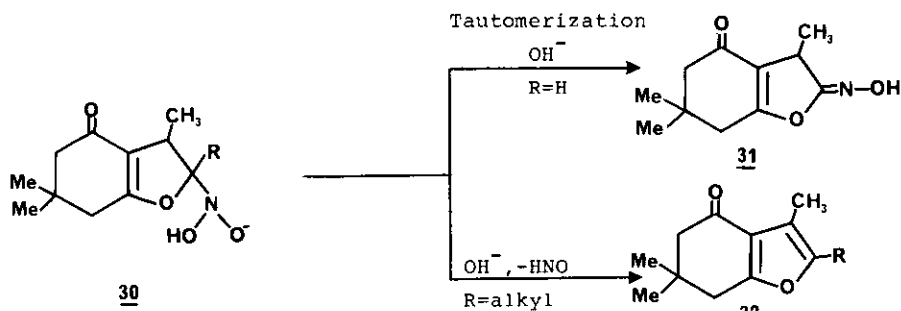 Tautomerization
OH⁻
R=H
O
CH₃
N-OH
O
Me
Me
31
O
CH₃
R
O
N
HO
O⁻
Me
Me
30
OH⁻,-HNO
R=alkyl
O
CH₃
R
O
Me
Me